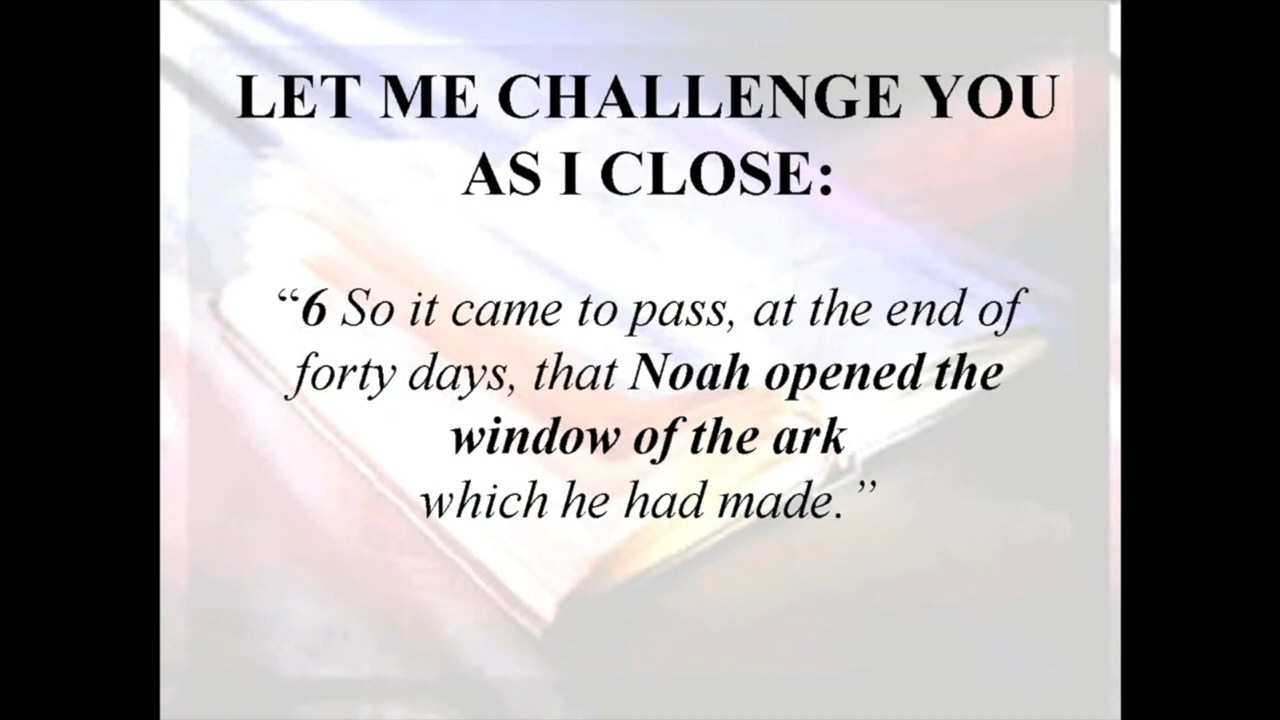 LET ME CHALLENGE YOU
AS I CLOSE:
“6 So it came to pass, at the end of
forty days, that Noah opened the
window of the ark
which he had made.”